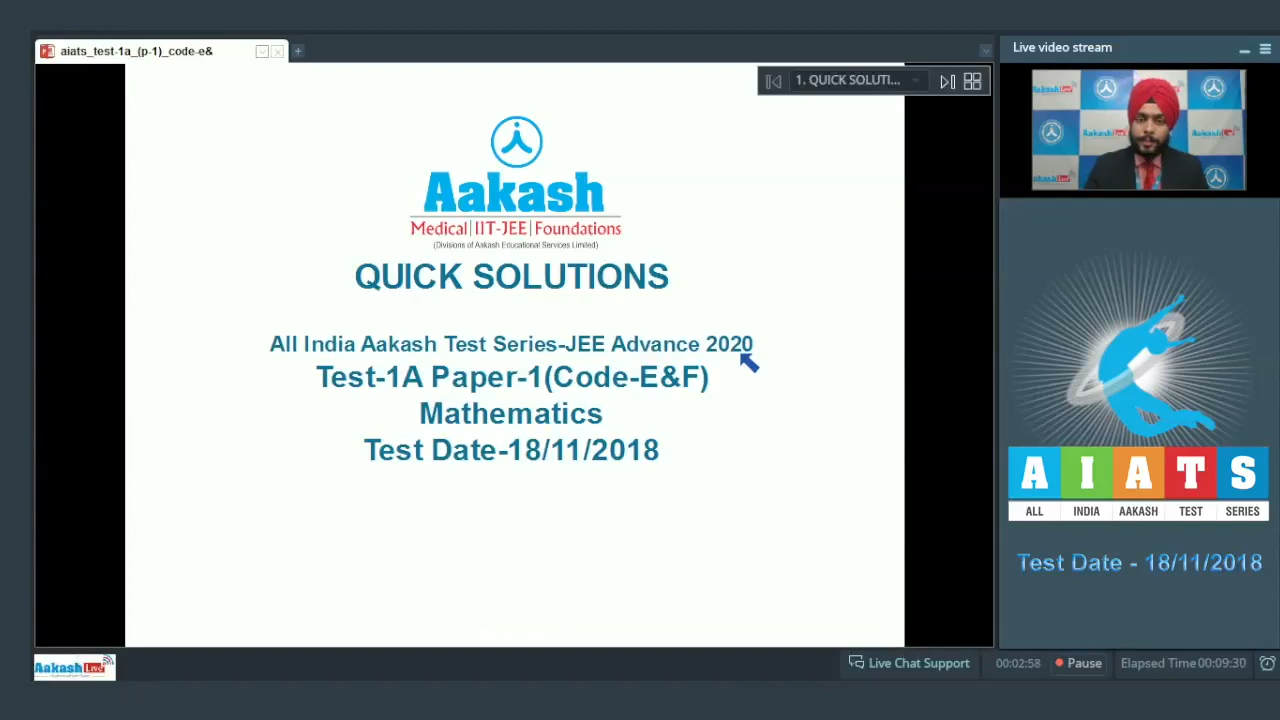 aiats_test-1a_(p-1)_code-e&
Live video stream
1. QUICK SOLUTI...
Aakash
Medical|IIT-JEE|Foundations
(Divisions of Aakash Educational Services Limited)
QUICK SOLUTIONS
All India Aakash Test Series-JEE Advance 2020
Test-1A Paper-1(Code-E&F)
Mathematics
Test Date-18/11/2018
A I A T S
ALL INDIA AAKASH TEST SERIES
Test Date - 18/11/2018
Aakash Live
Live Chat Support
00:02:58
Pause
Elapsed Time 00:09:30